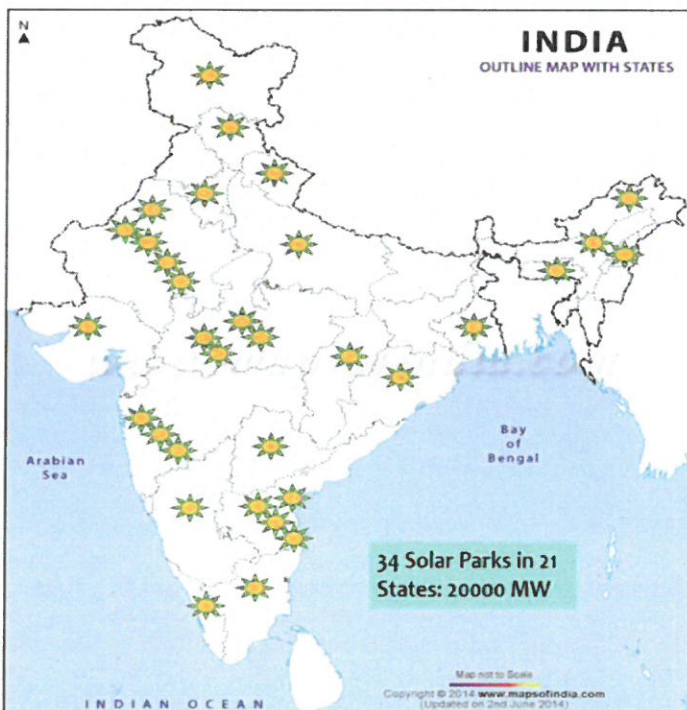 N
INDIA
OUTLINE MAP WITH STATES
Arabian
Sea
Bay
of
Bengal
34 Solar Parks in 21
States: 20000 MW
Map not to Scale
Copyright © 2014 www.mapsofindia.com
(Updated on 2nd June 2014)
INDIAN OCEAN